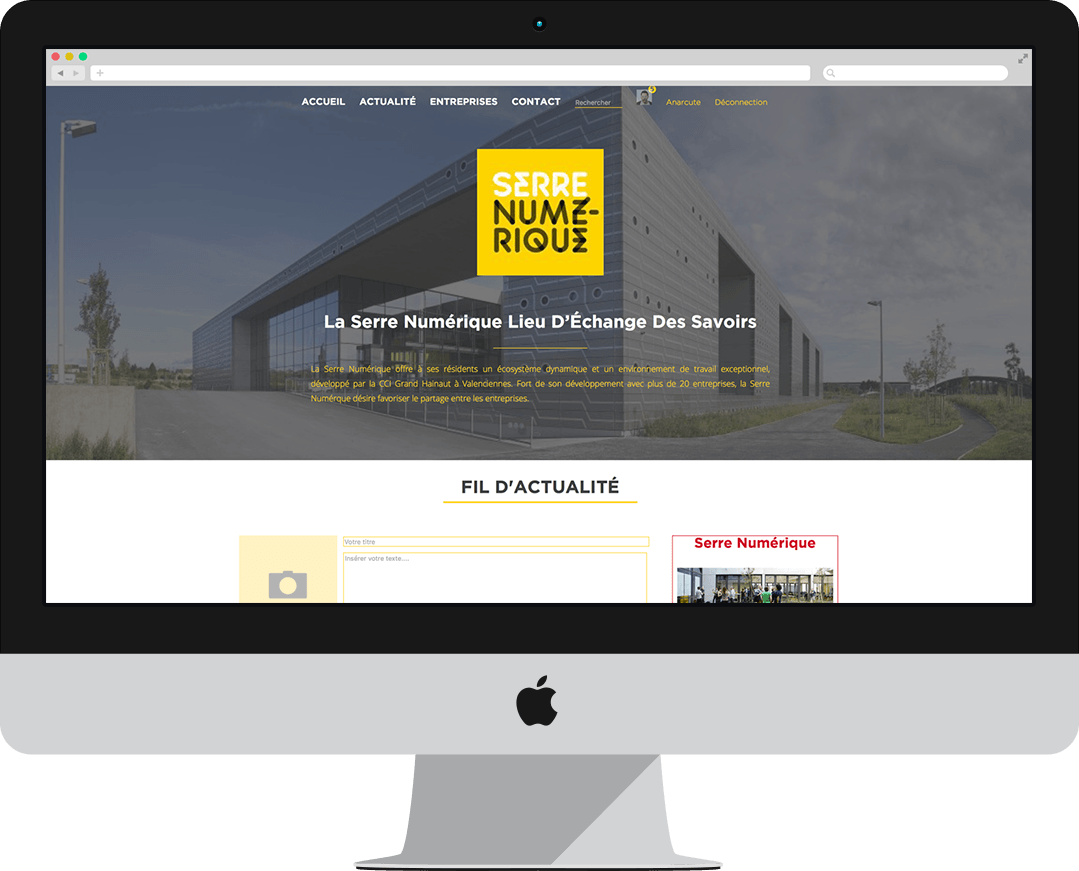 ACCUEIL ACTUALITÉ ENTREPRISES CONTACT Rechercher 5 Anarcute Déconnection
SERRE
NUMÉ-
RIQUE
La Serre Numérique Lieu D'Échange Des Savoirs
La Serre Numérique offre à ses résidents un écosystème dynamique et un environnement de travail exceptionnel,
développé par la CCI Grand Hainaut à Valenciennes. Fort de son développement avec plus de 20 entreprises, la Serre
Numérque désire favoriser le partage entre les entreprises.
FIL D'ACTUALITÉ
Votre titre
Insérer votre texte....
Serre Numérique